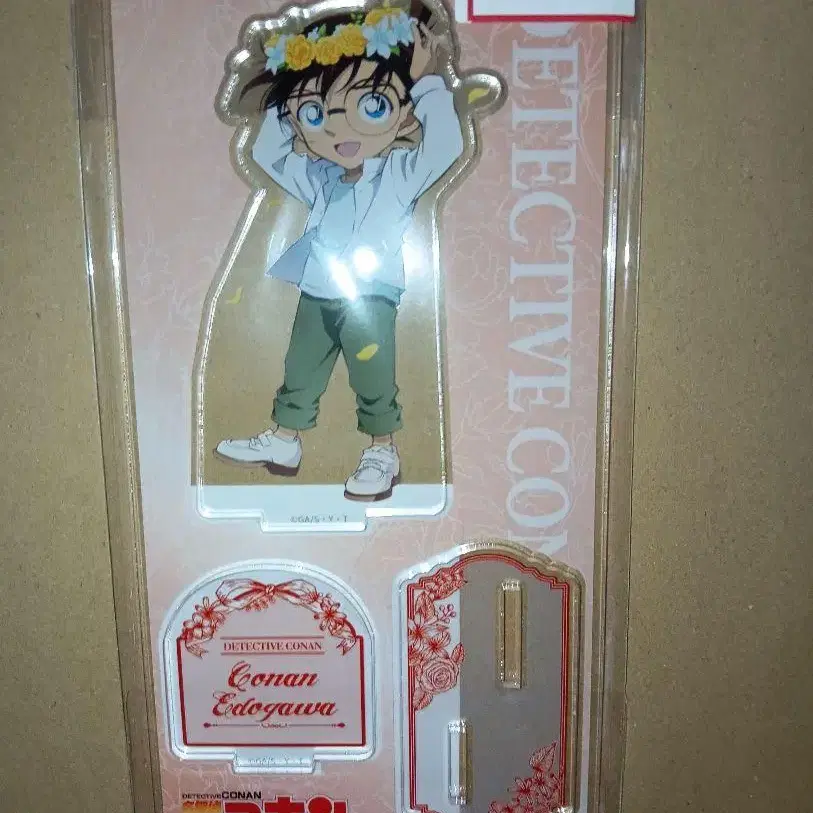 DETECTIVE CON
©GA/S・Y・T
DETECTIVE CONAN
Conan
Edogawa
DETECTIVE CONAN